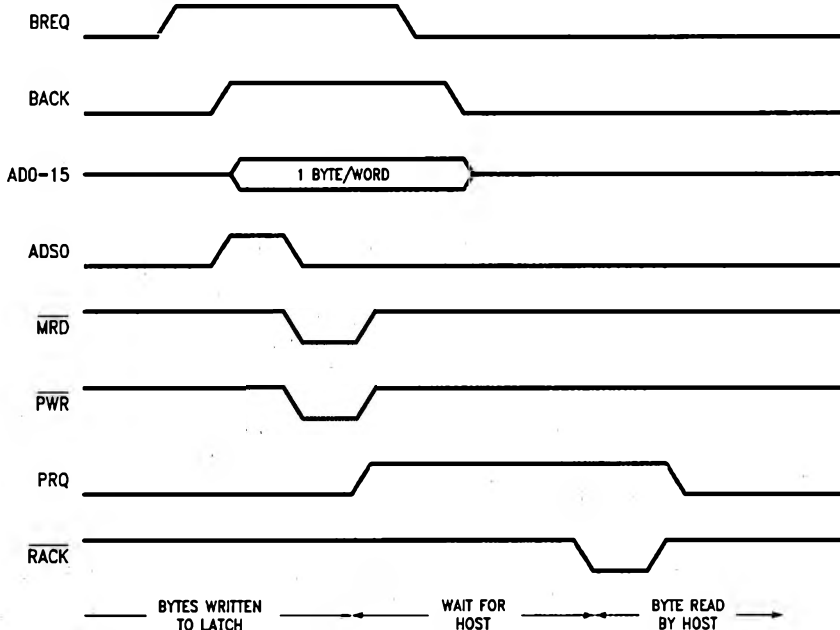 BREQ
BACK
AD0-15
1 BYTE/WORD
ADS0
MRD
PWR
PRQ
RACK
BYTES WRITTEN
TO LATCH
WAIT FOR
HOST
BYTE READ
BY HOST